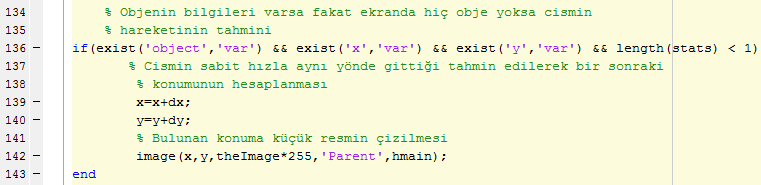 134 % Objenin bilgileri varsa fakat ekranda hiç obje yoksa cismin
135 % hareketinin tahmini
136 – if(exist('object','var') && exist('x','var') && exist('y','var') && length(stats) < 1)
137 % Cismin sabit hızla aynı yönde gittiği tahmin edilerek bir sonraki
138 % konumunun hesaplanması
139 – x=x+dx;
140 – y=y+dy;
141 % Bulunan konuma küçük resmin çizilmesi
142 – image(x,y,theImage*255,'Parent',hmain);
143 – end